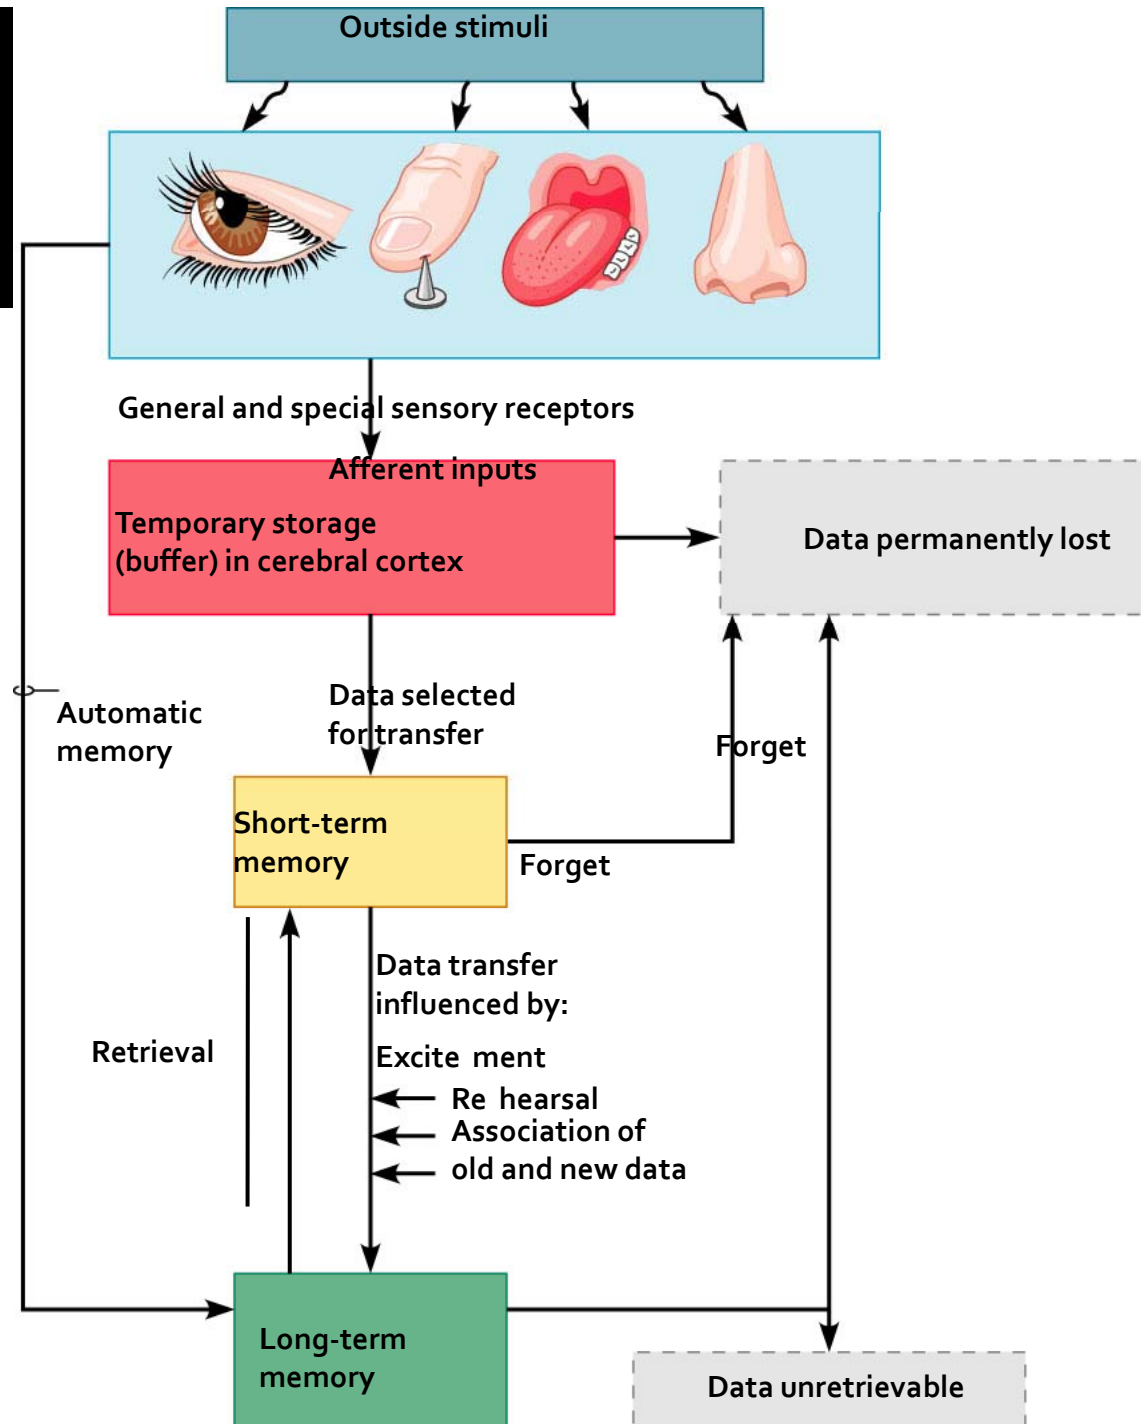 Outside stimuli
General and special sensory receptors
Afferent inputs
Temporary storage
(buffer) in cerebral cortex
Data permanently lost
Data selected
for transfer
Automatic
memory
Forget
Short-term
memory
Forget
Data transfer
influenced by:
Retrieval
Excite ment
Re hearsal
Association of
old and new data
Long-term
memory
Data unretrievable